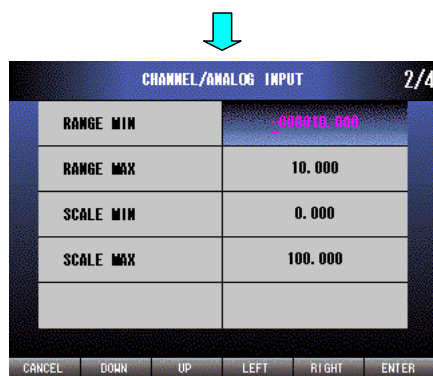 CHANNEL/ANALOG INPUT 2/4
RANGE MIN -000010.000
RANGE MAX 10.000
SCALE MIN 0.000
SCALE MAX 100.000
CANCEL DOWN UP LEFT RIGHT ENTER